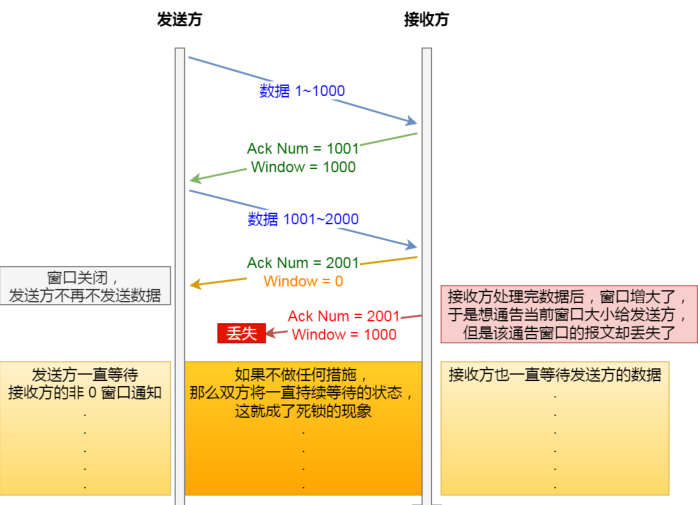 发送方
接收方
数据 1~1000
Ack Num = 1001
Window = 1000
数据 1001~2000
Ack Num = 2001
Window = 0
窗口关闭，
发送方不再不发送数据
Ack Num = 2001
Window = 1000
丢失
接收方处理完数据后，窗口增大了，
于是想通告当前窗口大小给发送方，
但是该通告窗口的报文却丢失了
发送方一直等待
接收方的非 0 窗口通知
.
.
.
.
.
如果不做任何措施，
那么双方将一直持续等待的状态，
这就成了死锁的现象
.
.
.
.
接收方也一直等待发送方的数据
.
.
.
.
.
.